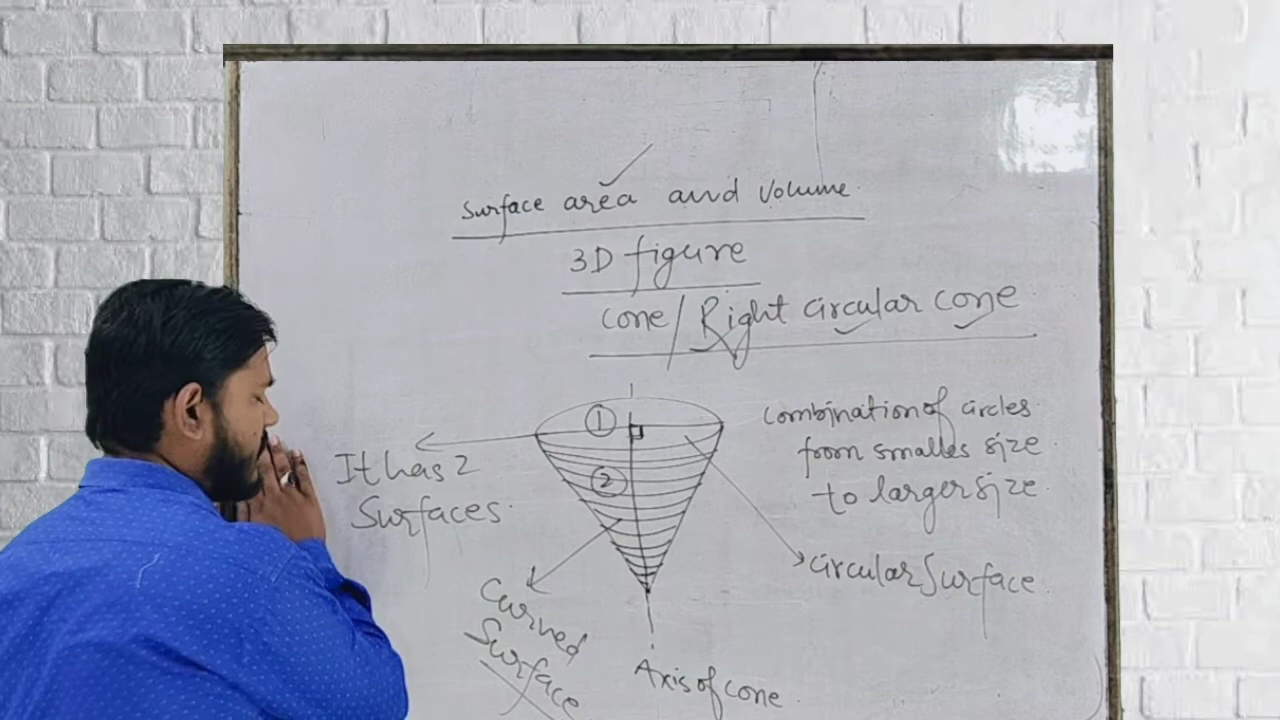 Surface area and Volume.
3D figure
cone/Right circular cone
1
2
Combination of circles.
from smalles size
to larger size.
It has 2
Surfaces.
circular Surface
Curved
Surface
Axis of cone